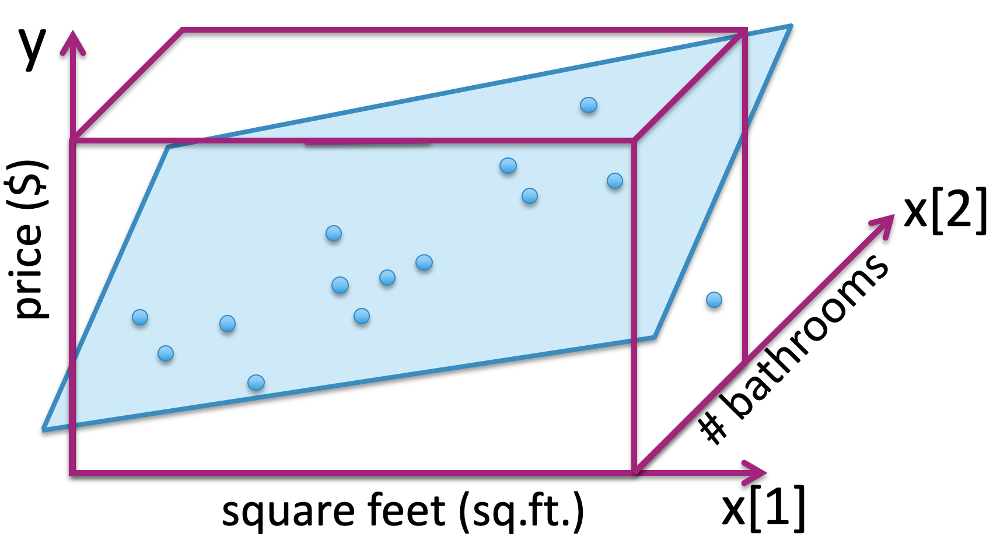 y
price ($)
x[2]
# bathrooms
square feet (sq.ft.)
x[1]